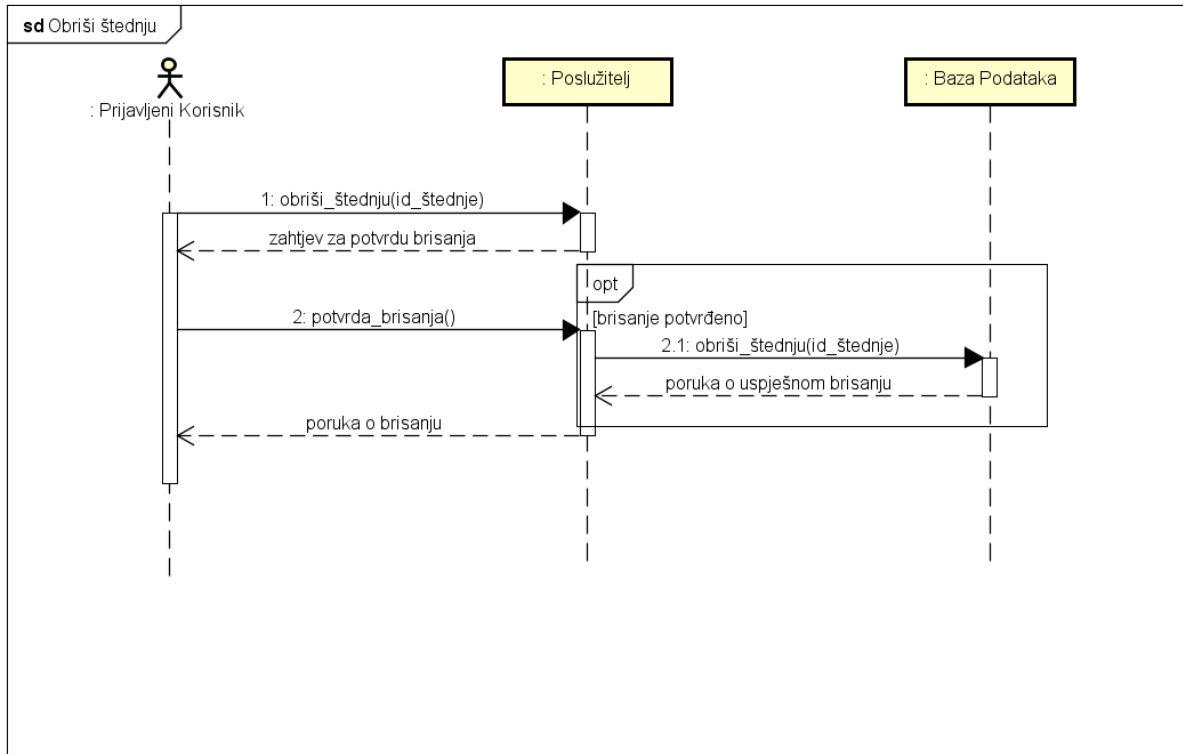 sd Obriši štednju
: Prijavljeni Korisnik
: Poslužitelj
: Baza Podataka
1: obriši_štednju(id_štednje)
zahtjev za potvrdu brisanja
opt
2: potvrda_brisanja()
[brisanje potvrđeno]
2.1: obriši_štednju(id_štednje)
poruka o uspješnom brisanju
poruka o brisanju